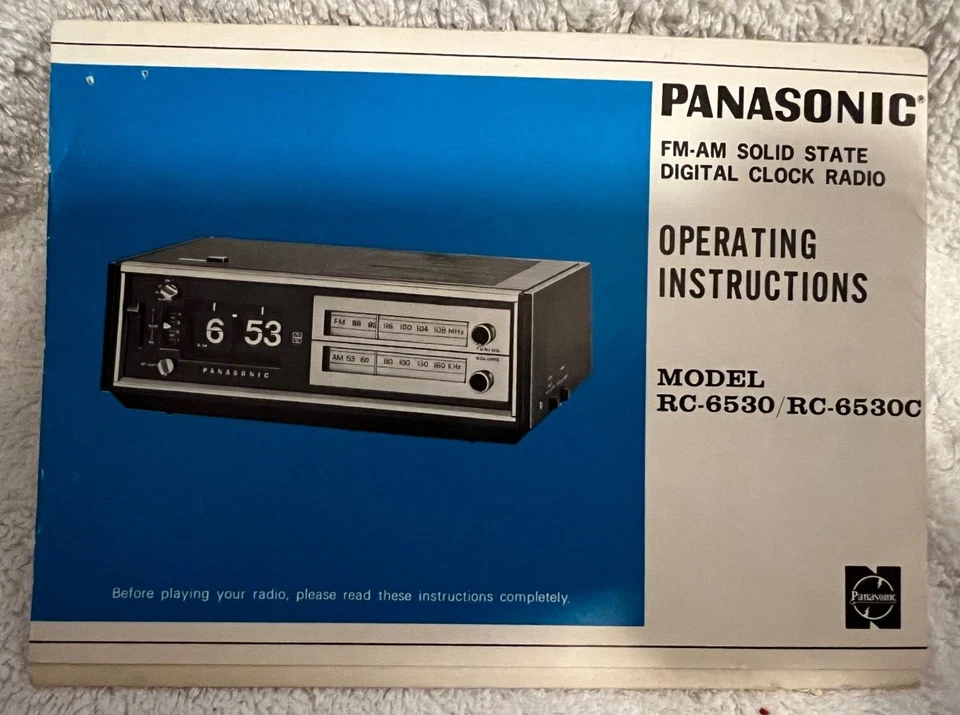 PANASONIC®
FM-AM SOLID STATE
DIGITAL CLOCK RADIO
OPERATING
INSTRUCTIONS
MODEL
RC-6530/RC-6530C
6 53
PANASONIC
FM 88 92 96 100 104 108 MHz
TUNING
VOLUME
AM 53 60 80 100 130 160 KHz
Before playing your radio, please read these instructions completely.
Panasonic